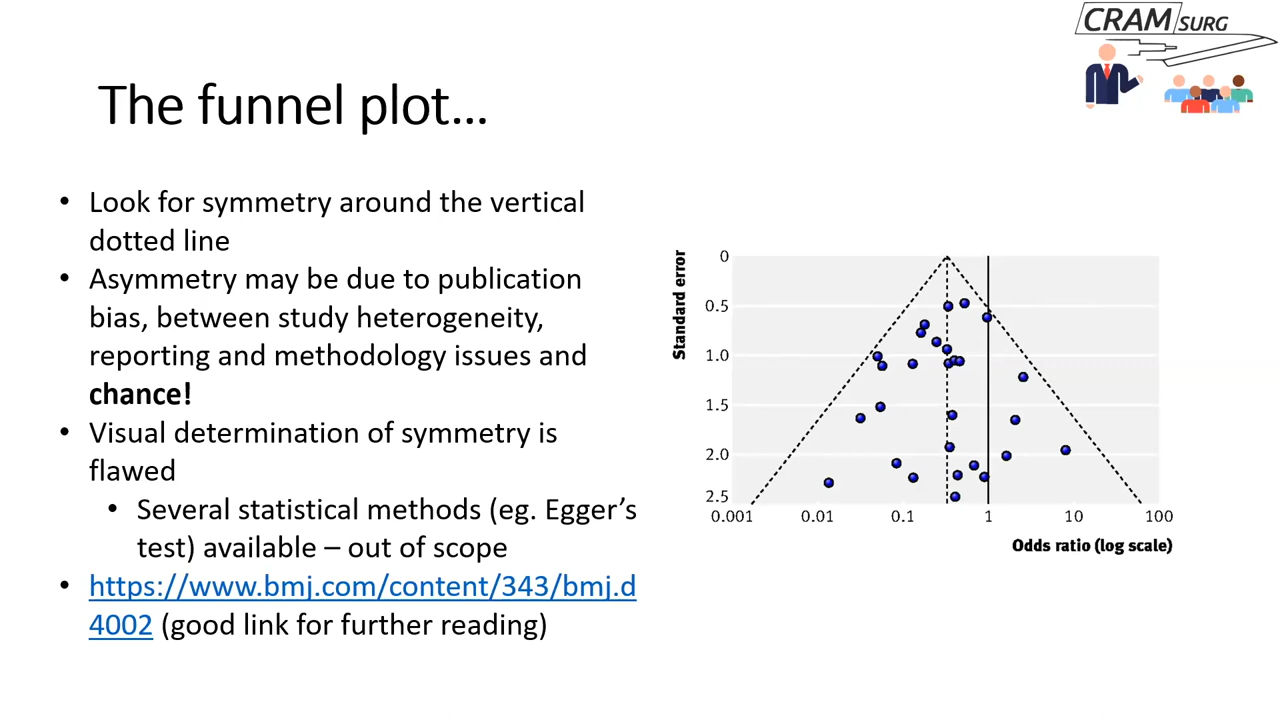 CRAM SURG
The funnel plot...
• Look for symmetry around the vertical
dotted line
• Asymmetry may be due to publication
bias, between study heterogeneity,
reporting and methodology issues and
chance!
• Visual determination of symmetry is
flawed
• Several statistical methods (eg. Egger's
test) available – out of scope
• https://www.bmj.com/content/343/bmj.d
4002 (good link for further reading)
Standard error
0
0.5
1.0
1.5
2.0
2.5
0.001 0.01 0.1 1 10 100
Odds ratio (log scale)